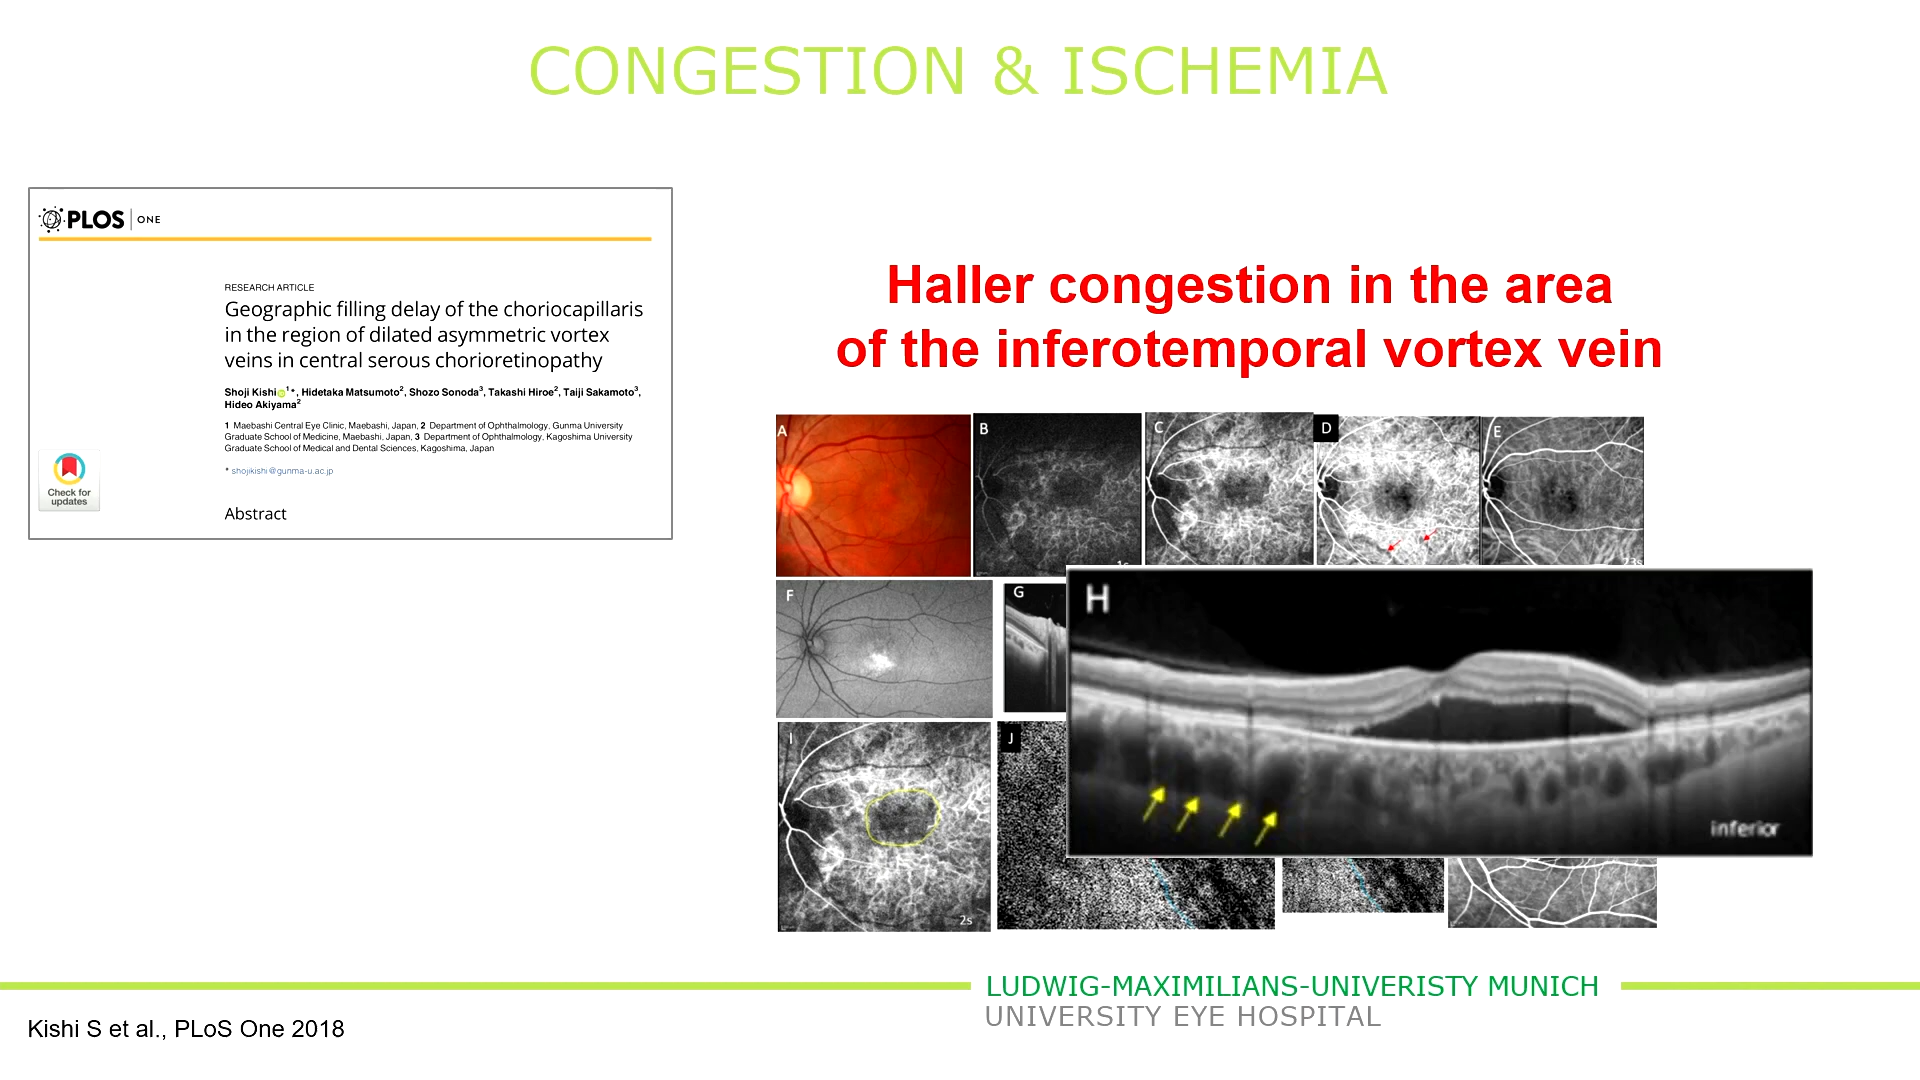 CONGESTION & ISCHEMIA
PLOS ONE
RESEARCH ARTICLE
Geographic filling delay of the choriocapillaris
in the region of dilated asymmetric vortex
veins in central serous chorioretinopathy
Shoji Kishi1*, Hidetaka Matsumoto2, Shozo Sonoda3, Takashi Hiroe2, Taiji Sakamoto3,
Hideo Akiyama2
1 Maebashi Central Eye Clinic, Maebashi, Japan, 2 Department of Ophthalmology, Gunma University
Graduate School of Medicine, Maebashi, Japan, 3 Department of Ophthalmology, Kagoshima University
Graduate School of Medical and Dental Sciences, Kagoshima, Japan
* shojikishi@gunma-u.ac.jp
Check for
updates
Abstract
Haller congestion in the area
of the inferotemporal vortex vein
A
B
C
D
E
1s
23s
F
G
H
inferior
I
2s
J
LUDWIG-MAXIMILIANS-UNIVERISTY MUNICH
UNIVERSITY EYE HOSPITAL
Kishi S et al., PLoS One 2018